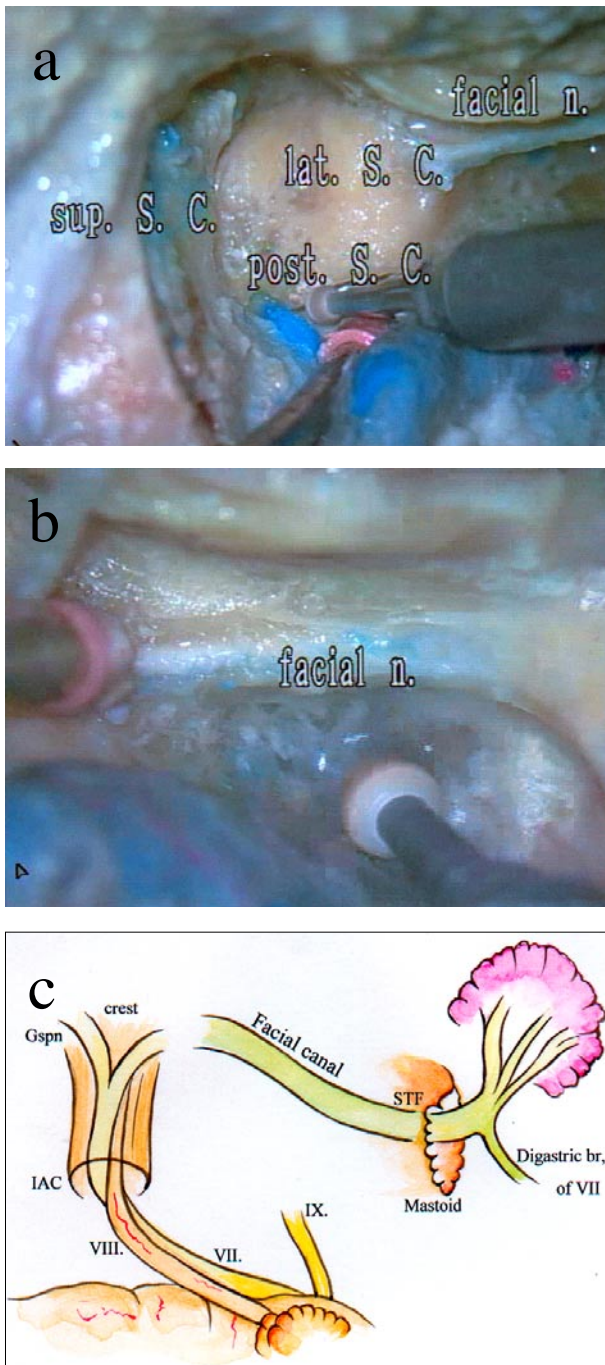 a
facial n.
lat. S. C.
sup. S. C.
post. S. C.
b
facial n.
c
crest
Gspn
Facial canal
STF
IAC
Digastric br,
of VII
Mastoid
IX.
VIII.
VII.